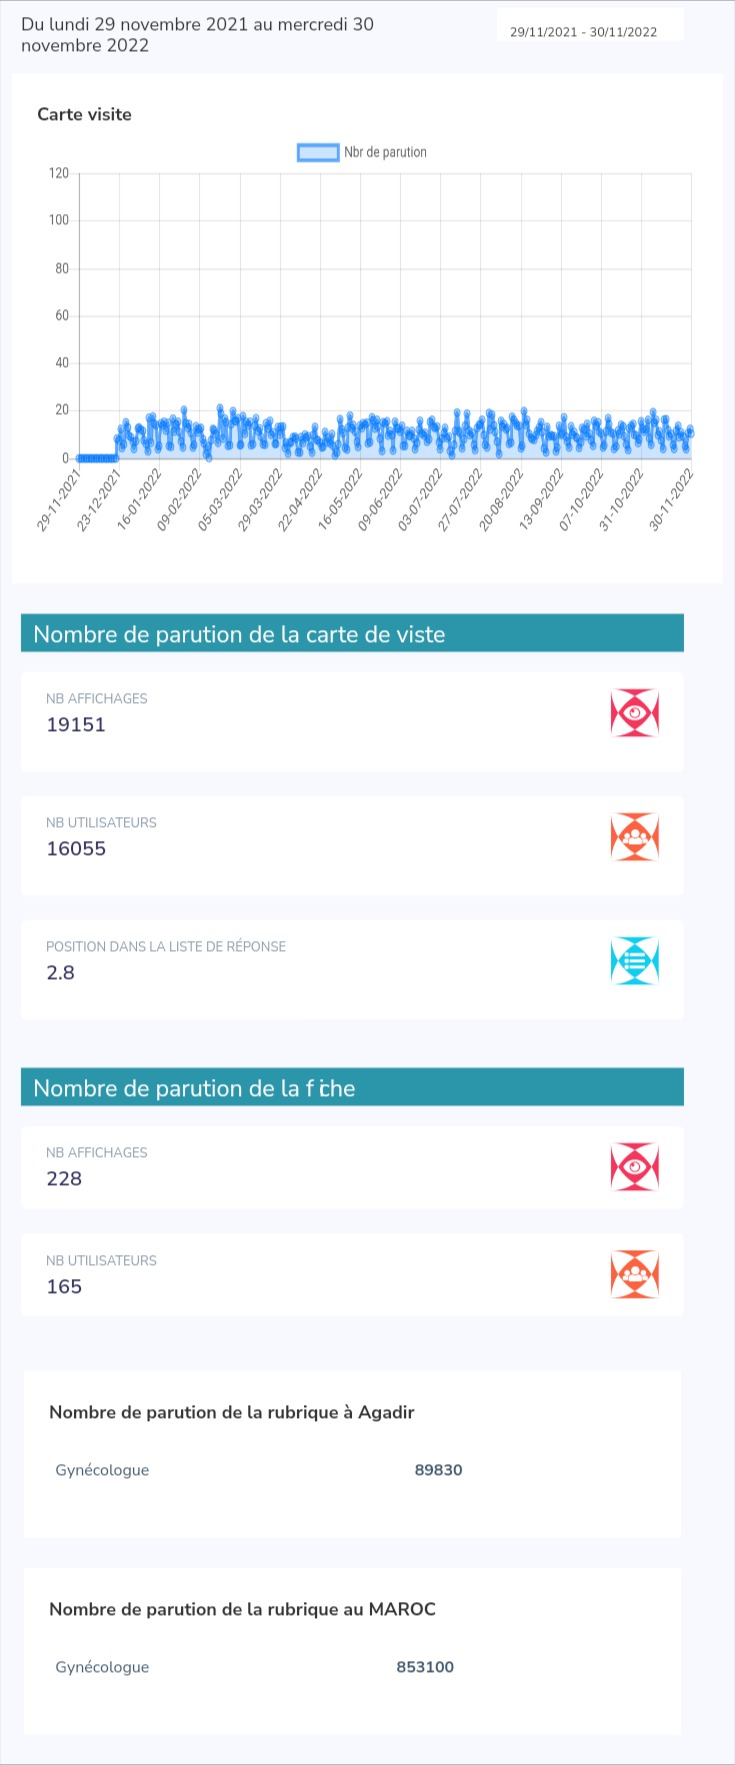 Du lundi 29 novembre 2021 au mercredi 30
novembre 2022
29/11/2021 - 30/11/2022
Carte visite
Nbr de parution
120
100
80
60
40
20
0
29-11-2021
23-12-2021
16-01-2022
09-02-2022
05-03-2022
29-03-2022
22-04-2022
16-05-2022
09-06-2022
03-07-2022
27-07-2022
20-08-2022
13-09-2022
07-10-2022
31-10-2022
30-11-2022
Nombre de parution de la carte de viste
NB AFFICHAGES
19151
NB UTILISATEURS
16055
POSITION DANS LA LISTE DE RÉPONSE
2.8
Nombre de parution de la fiche
NB AFFICHAGES
228
NB UTILISATEURS
165
Nombre de parution de la rubrique à Agadir
Gynécologue 89830
Nombre de parution de la rubrique au MAROC
Gynécologue 853100